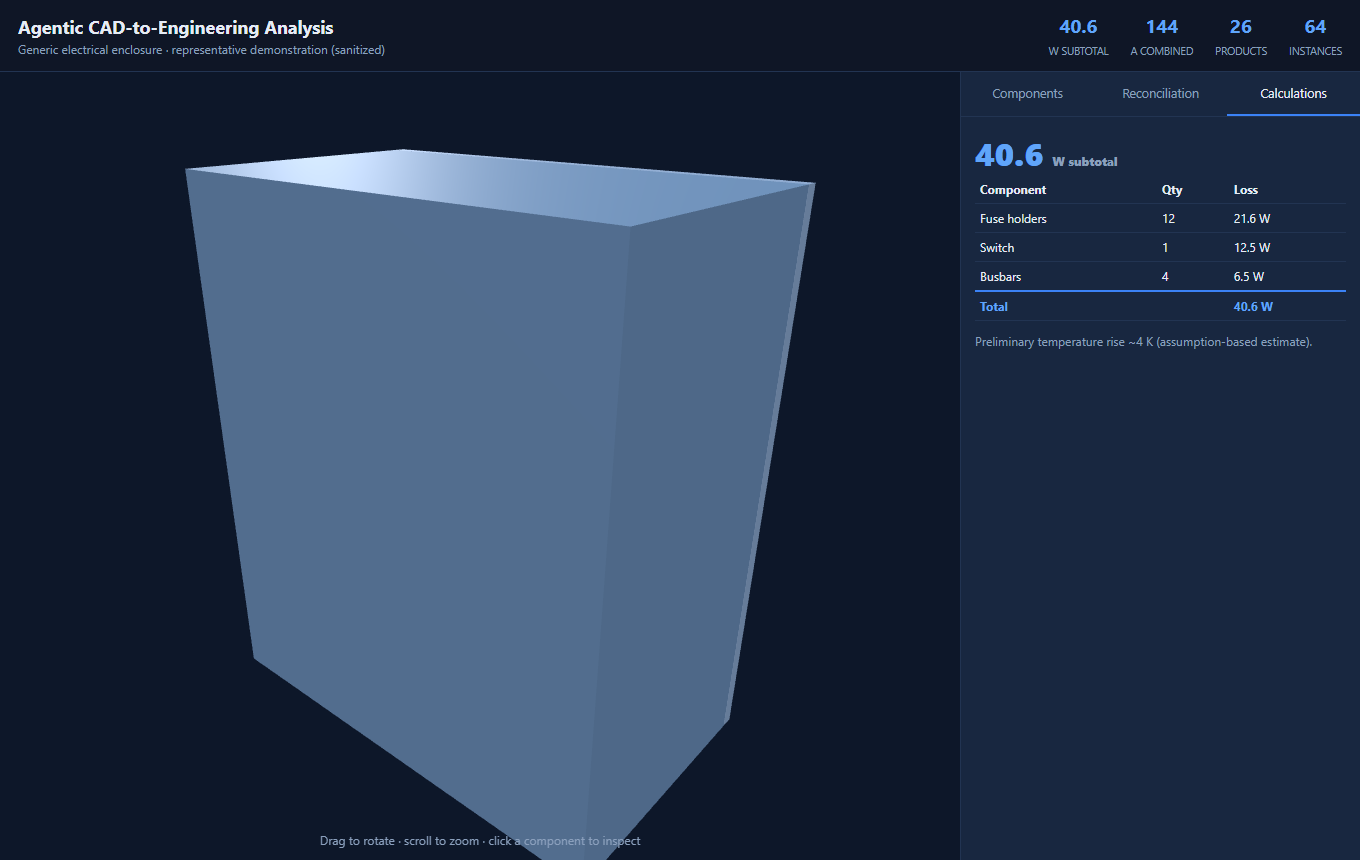 Agentic CAD-to-Engineering Analysis
Generic electrical enclosure · representative demonstration (sanitized)
40.6 144 26 64
W SUBTOTAL A COMBINED PRODUCTS INSTANCES
Components Reconciliation Calculations
40.6 W subtotal
Component Qty Loss
Fuse holders 12 21.6 W
Switch 1 12.5 W
Busbars 4 6.5 W
Total 40.6 W
Preliminary temperature rise ~4 K (assumption-based estimate).
Drag to rotate · scroll to zoom · click a component to inspect